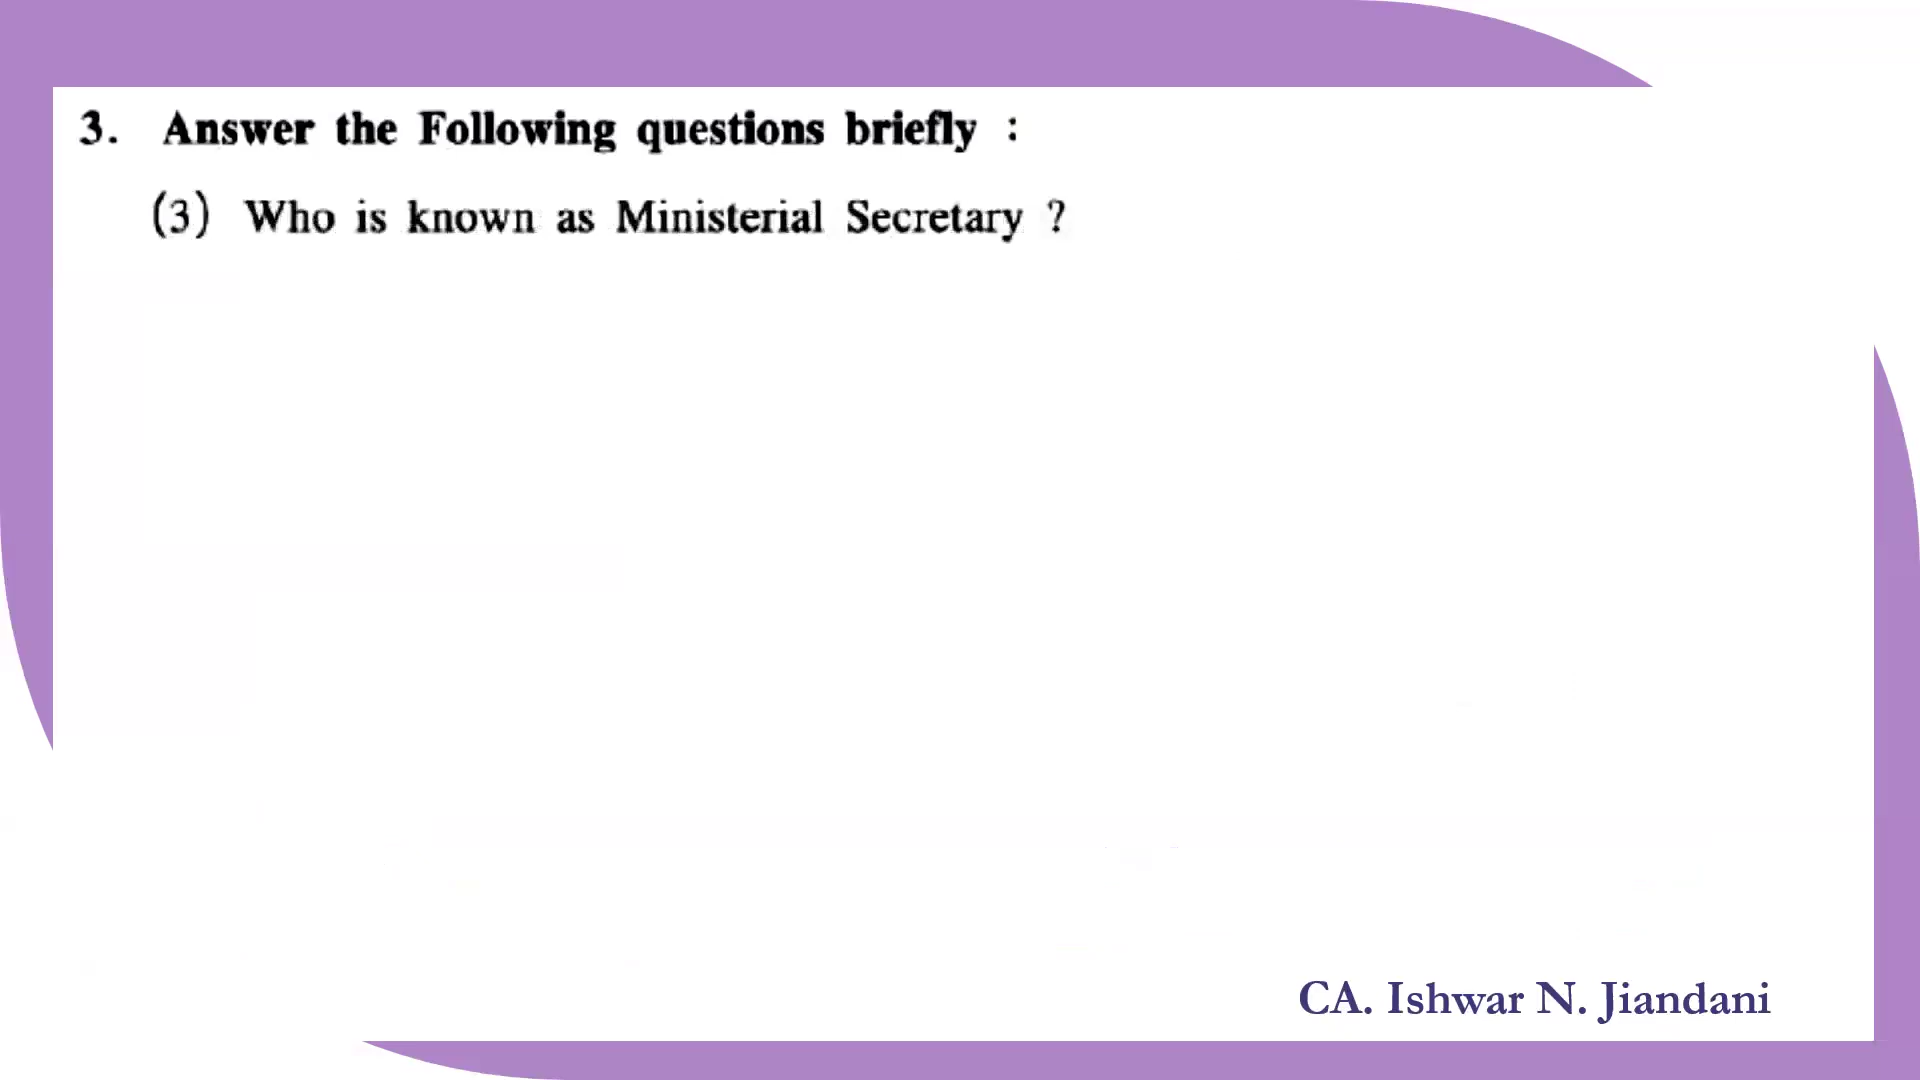 3. Answer the Following questions briefly :
(3) Who is known as Ministerial Secretary ?
CA. Ishwar N. Jiandani